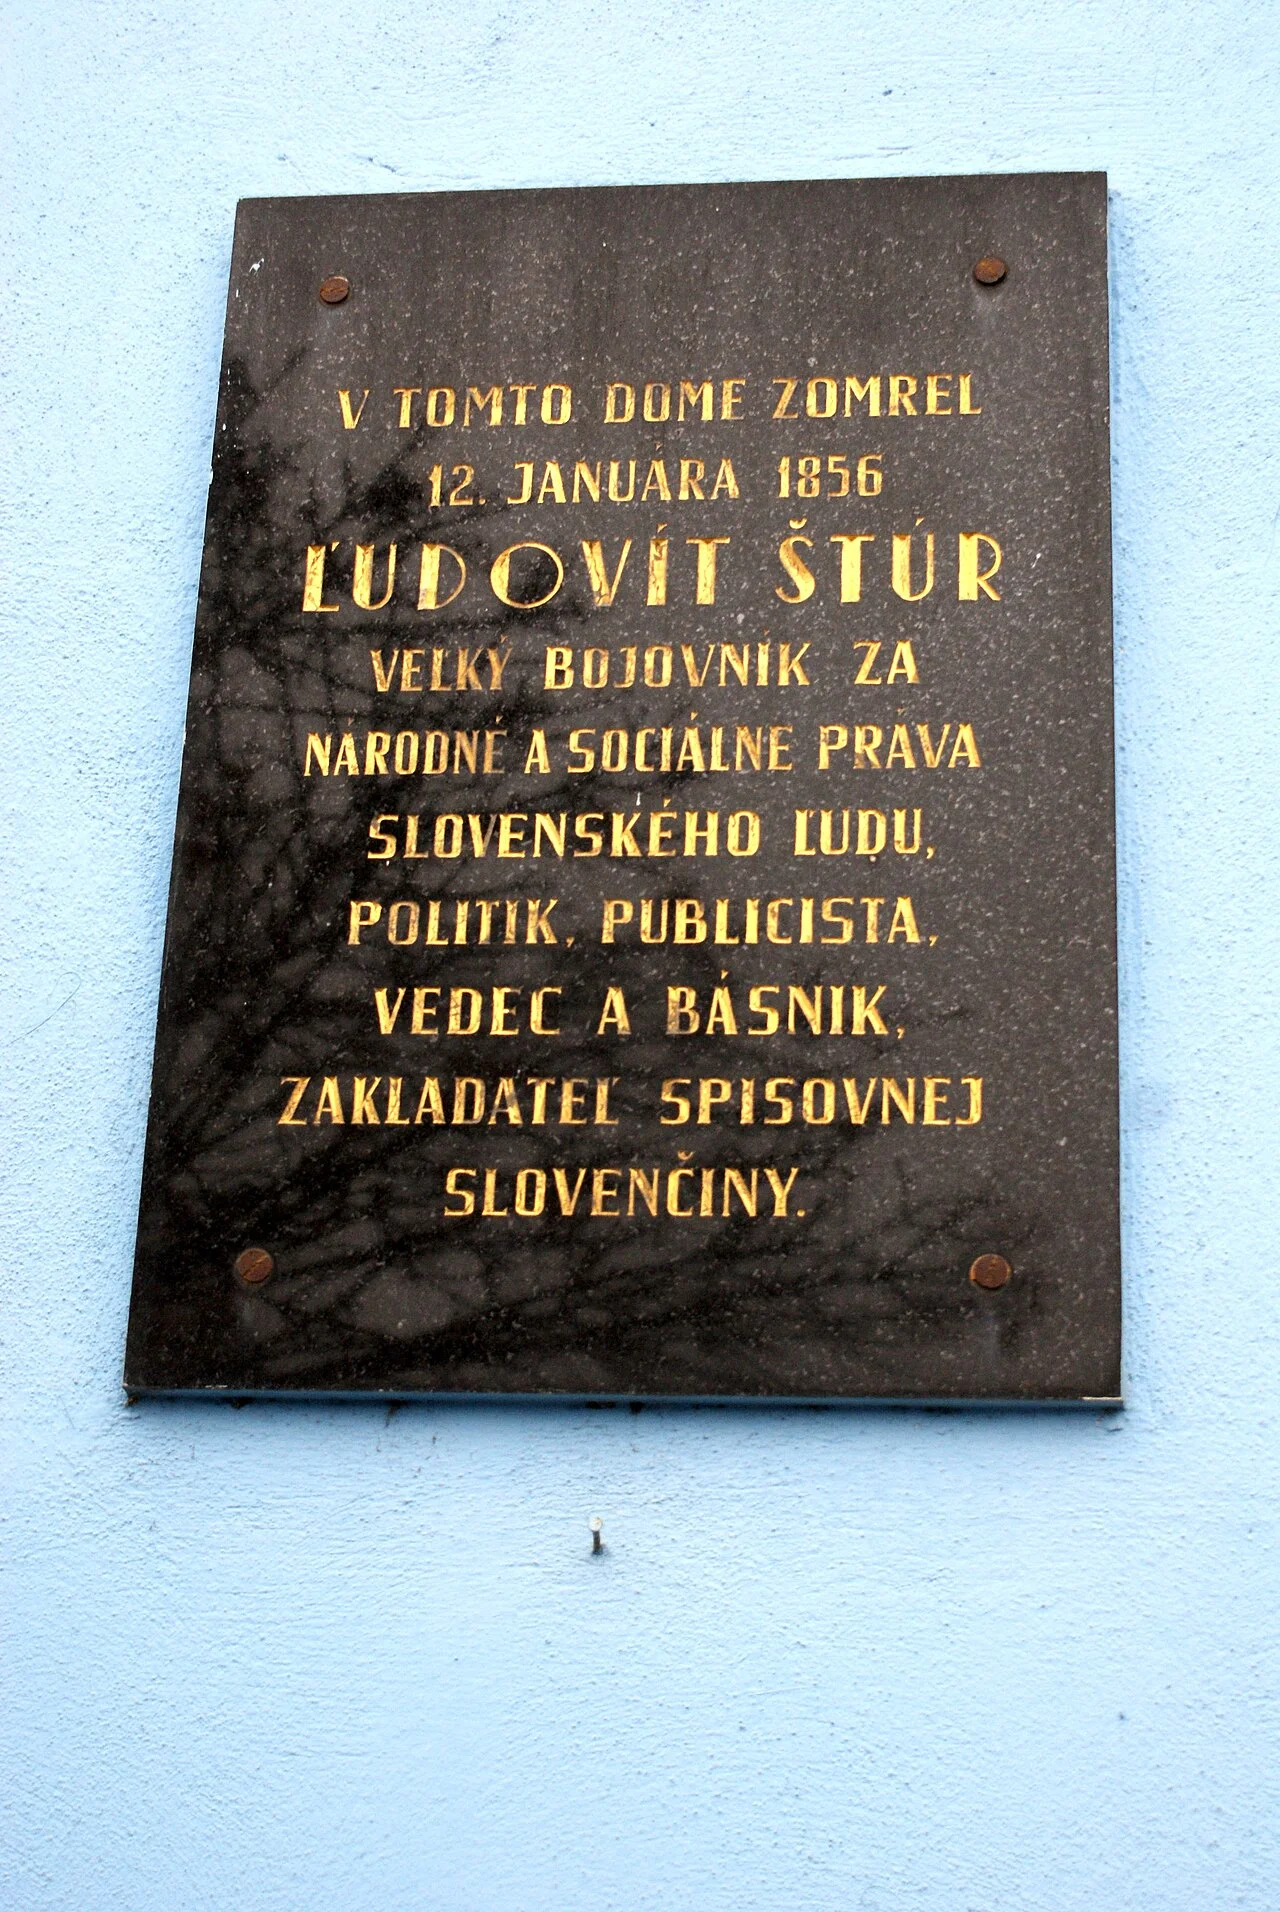 V TOMTO DOME ZOMREL
12. JANUÁRA 1856
ĽUDOVÍT ŠTÚR
VELKÝ BOJOVNÍK ZA
NÁRODNÉ A SOCIÁLNE PRÁVA
SLOVENSKÉHO ĽUDU,
POLITIK, PUBLICISTA,
VEDEC A BÁSNIK,
ZAKLADATEĽ SPISOVNEJ
SLOVENČINY.